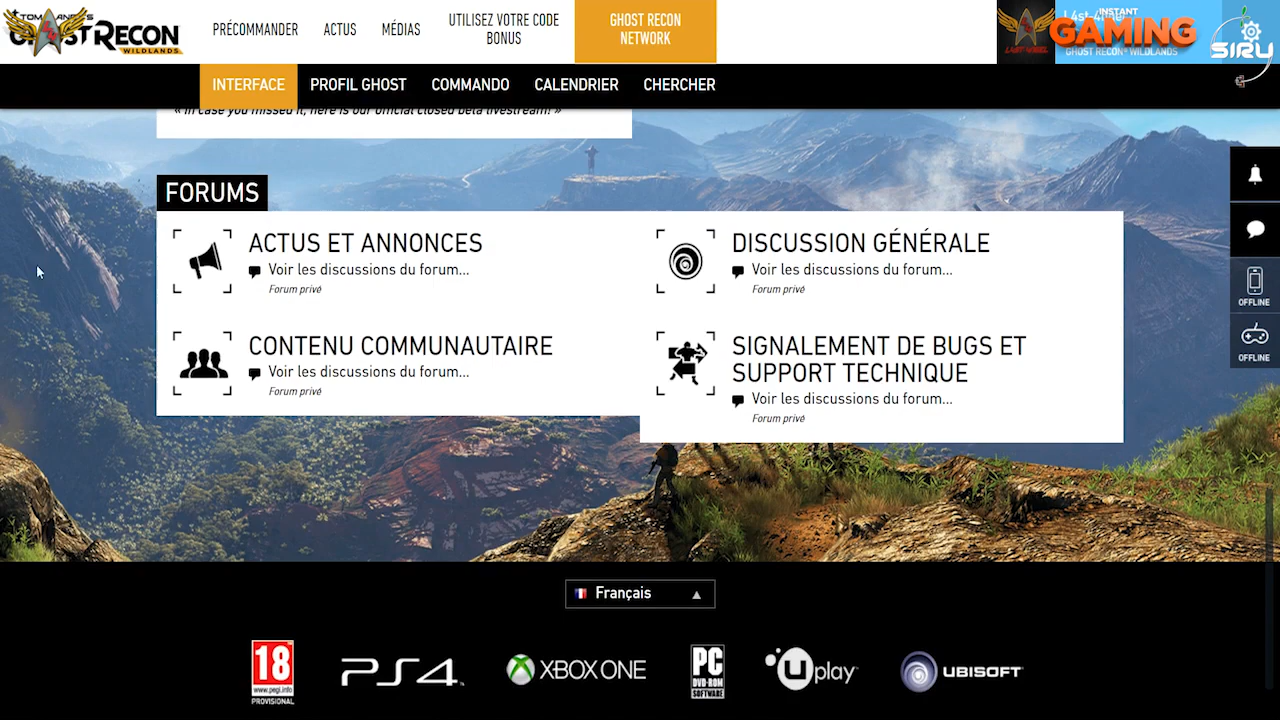 GHOST RECON
WILDLANDS
PRÉCOMMANDER
ACTUS
MÉDIAS
UTILISEZ VOTRE CODE
BONUS
GHOST RECON
NETWORK
INSTANT
GAMING
GHOST RECON® WILDLANDS
SIRU
INTERFACE
PROFIL GHOST
COMMANDO
CALENDRIER
CHERCHER
« In case you missed it, here is our official closed beta livestream! »
FORUMS
ACTUS ET ANNONCES
Voir les discussions du forum...
Forum privé
DISCUSSION GÉNÉRALE
Voir les discussions du forum...
Forum privé
CONTENU COMMUNAUTAIRE
Voir les discussions du forum...
Forum privé
SIGNALEMENT DE BUGS ET
SUPPORT TECHNIQUE
Voir les discussions du forum...
Forum privé
OFFLINE
OFFLINE
Français
18
www.pegi.info
PROVISIONAL
PS4
XBOX ONE
PC
DVD-ROM
SOFTWARE
Uplay
UBISOFT